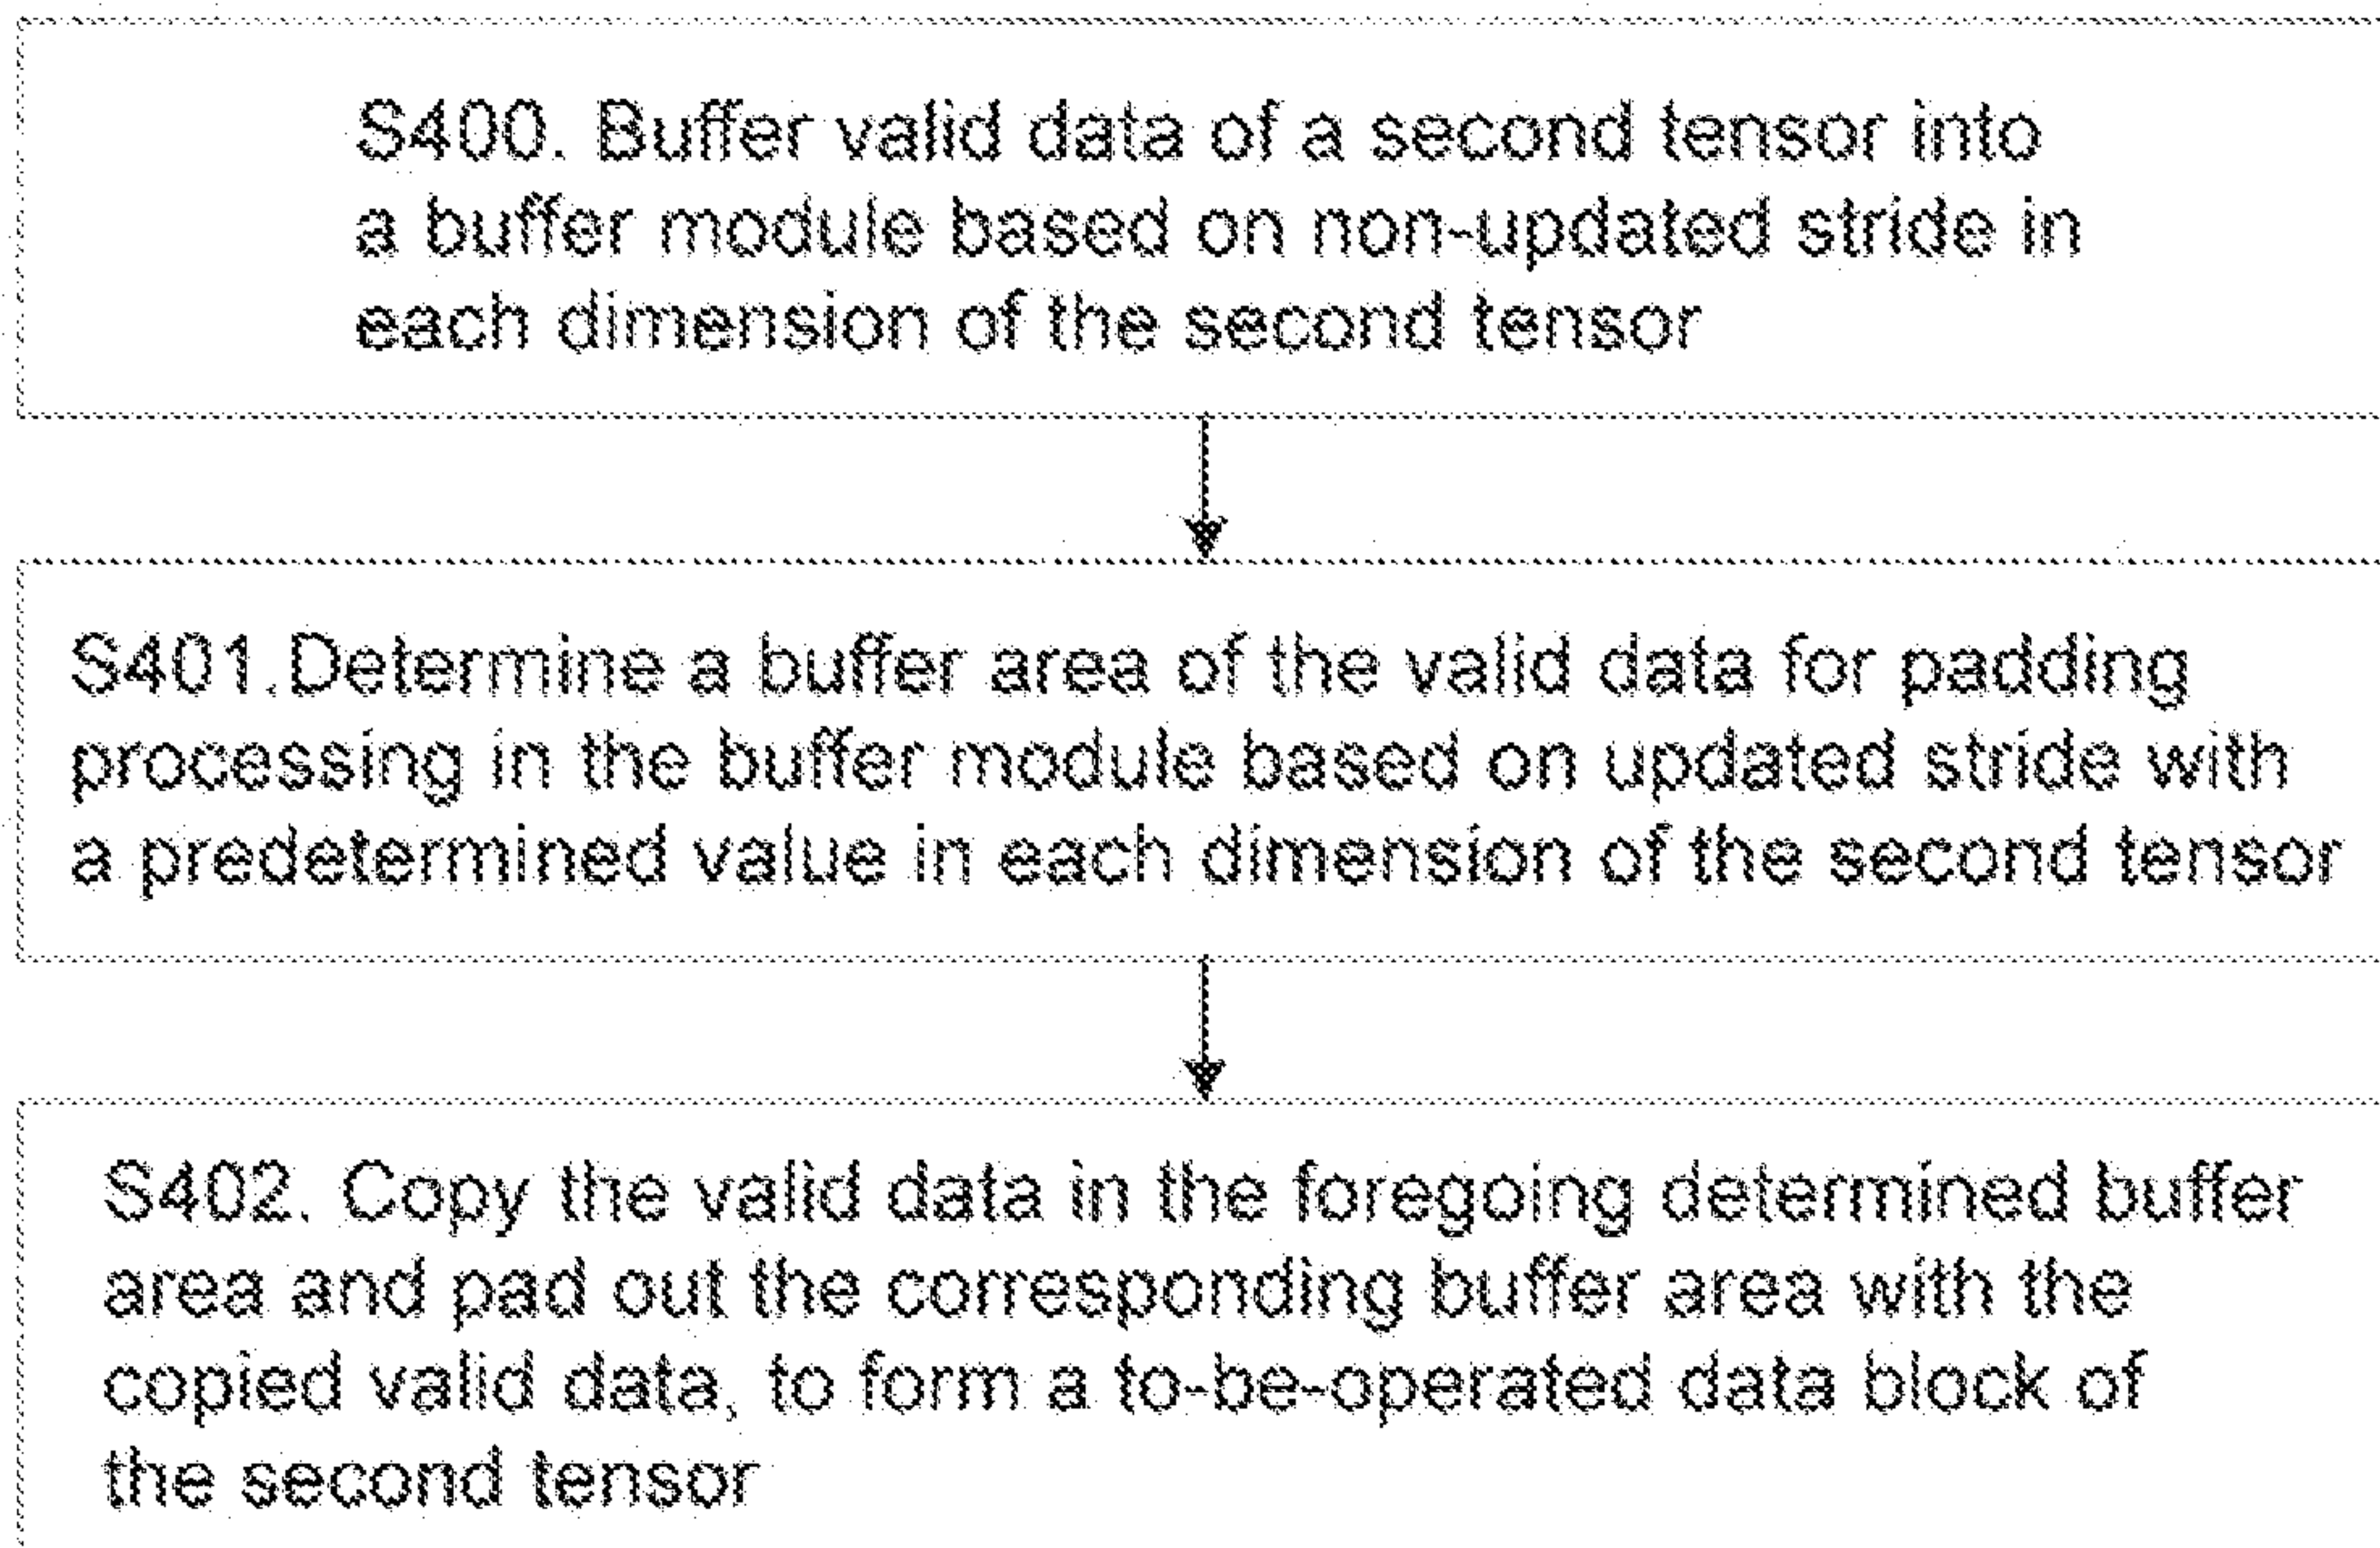 S400. Buffer valid data of a second tensor into
a buffer module based on non-updated stride in
each dimension of the second tensor
S401.Determine a buffer area of the valid data for padding
processing in the buffer module based on updated stride with
a predetermined value in each dimension of the second tensor
S402. Copy the valid data in the foregoing determined buffer
area and pad out the corresponding buffer area with the
copied valid data, to form a to-be-operated data block of
the second tensor